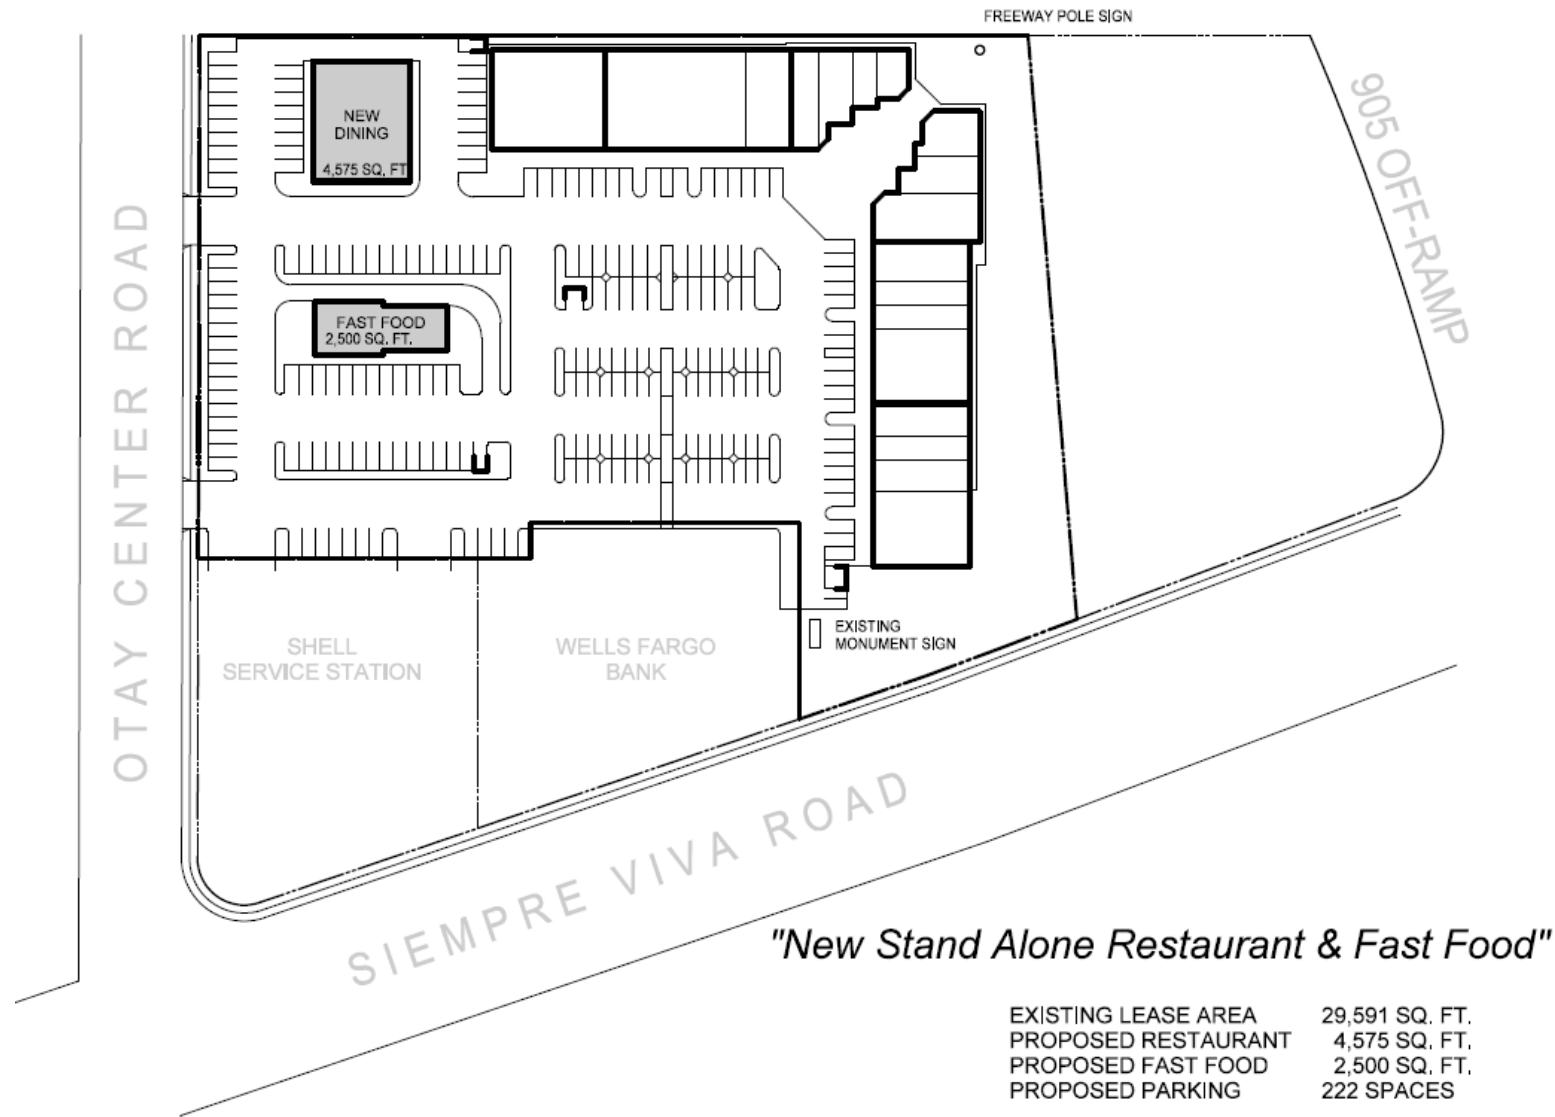 FREEWAY POLE SIGN
905 OFF-RAMP
NEW
DINING
4,575 SQ. FT
OTAY CENTER ROAD
FAST FOOD
2,500 SQ. FT.
EXISTING
MONUMENT SIGN
SHELL
SERVICE STATION
WELLS FARGO
BANK
SIEMPRE VIVA ROAD
"New Stand Alone Restaurant & Fast Food"
EXISTING LEASE AREA 29,591 SQ. FT.
PROPOSED RESTAURANT 4,575 SQ. FT.
PROPOSED FAST FOOD 2,500 SQ. FT.
PROPOSED PARKING 222 SPACES